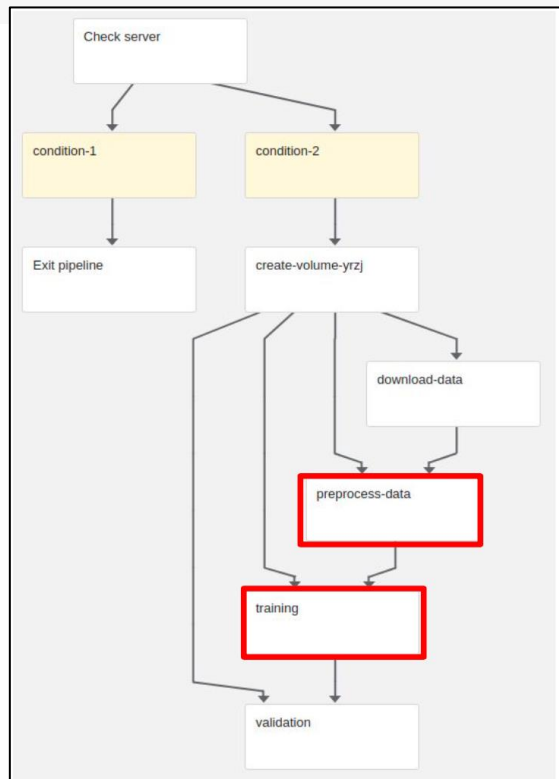 Check server
condition-1
condition-2
Exit pipeline
create-volume-yrzj
download-data
preprocess-data
training
validation